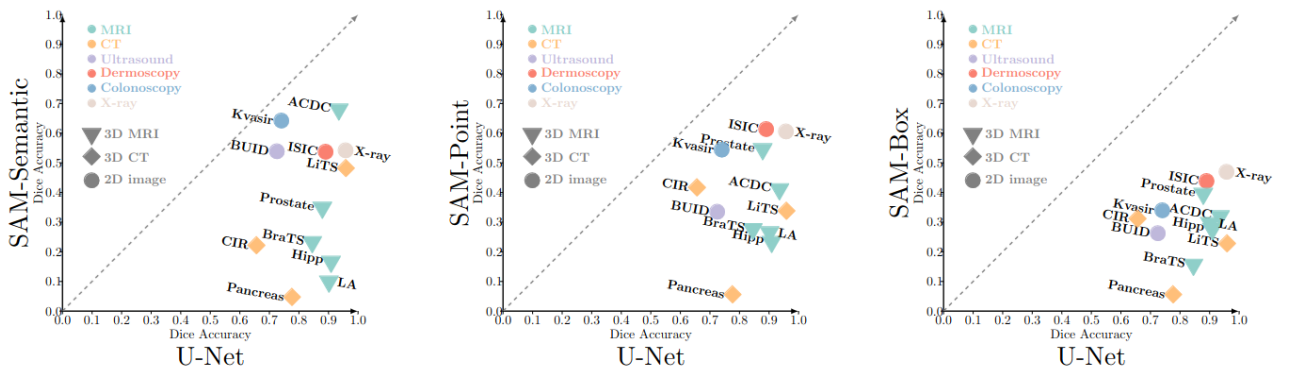 SAM-Semantic
Dice Accuracy
1.0
0.9
0.8
0.7
0.6
0.5
0.4
0.3
0.2
0.1
0.0
MRI
CT
Ultrasound
Dermoscopy
Colonoscopy
X-ray
3D MRI
3D CT
2D image
ACDC
Kvasir
BUID
ISIC
X-ray
LiTS
Prostate
CIR
BraTS
Hipp
LA
Pancreas
0.0 0.1 0.2 0.3 0.4 0.5 0.6 0.7 0.8 0.9 1.0
Dice Accuracy
U-Net
SAM-Point
Dice Accuracy
1.0
0.9
0.8
0.7
0.6
0.5
0.4
0.3
0.2
0.1
0.0
MRI
CT
Ultrasound
Dermoscopy
Colonoscopy
X-ray
3D MRI
3D CT
2D image
ISIC
X-ray
Prostate
Kvasir
CIR
ACDC
BUID
LiTS
BraTS
LA
Hipp
Pancreas
0.0 0.1 0.2 0.3 0.4 0.5 0.6 0.7 0.8 0.9 1.0
Dice Accuracy
U-Net
SAM-Box
Dice Accuracy
1.0
0.9
0.8
0.7
0.6
0.5
0.4
0.3
0.2
0.1
0.0
MRI
CT
Ultrasound
Dermoscopy
Colonoscopy
X-ray
3D MRI
3D CT
2D image
ISIC
X-ray
Prostate
Kvasir
ACDC
CIR
Hipp
LA
BUID
LiTS
BraTS
Pancreas
0.0 0.1 0.2 0.3 0.4 0.5 0.6 0.7 0.8 0.9 1.0
Dice Accuracy
U-Net